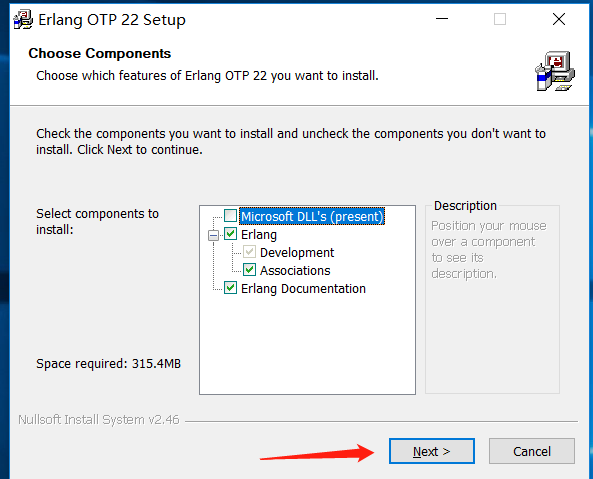 Erlang OTP 22 Setup
Choose Components
Choose which features of Erlang OTP 22 you want to install.
Check the components you want to install and uncheck the components you don't want to
install. Click Next to continue.
Select components to
install:
Microsoft DLL's (present)
Erlang
Development
Associations
Erlang Documentation
Description
Position your mouse
over a component
to see its
description.
Space required: 315.4MB
Nullsoft Install System v2.46
Next >
Cancel